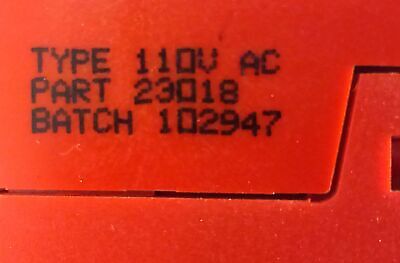 TYPE 110V AC
PART 23018
BATCH 102947